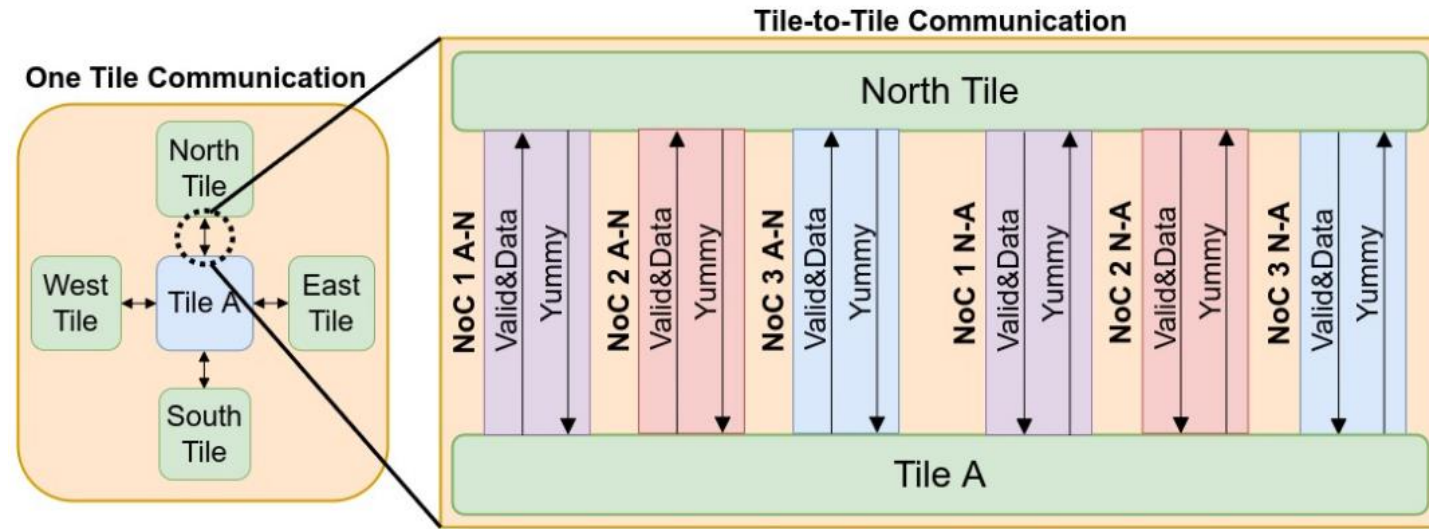 Tile-to-Tile Communication
One Tile Communication
North
Tile
West
Tile
Tile A
East
Tile
South
Tile
North Tile
NoC 1 A-N
Valid&Data
Yummy
NoC 2 A-N
Valid&Data
Yummy
NoC 3 A-N
Valid&Data
Yummy
NoC 1 N-A
Valid&Data
Yummy
NoC 2 N-A
Valid&Data
Yummy
NoC 3 N-A
Valid&Data
Yummy
Tile A